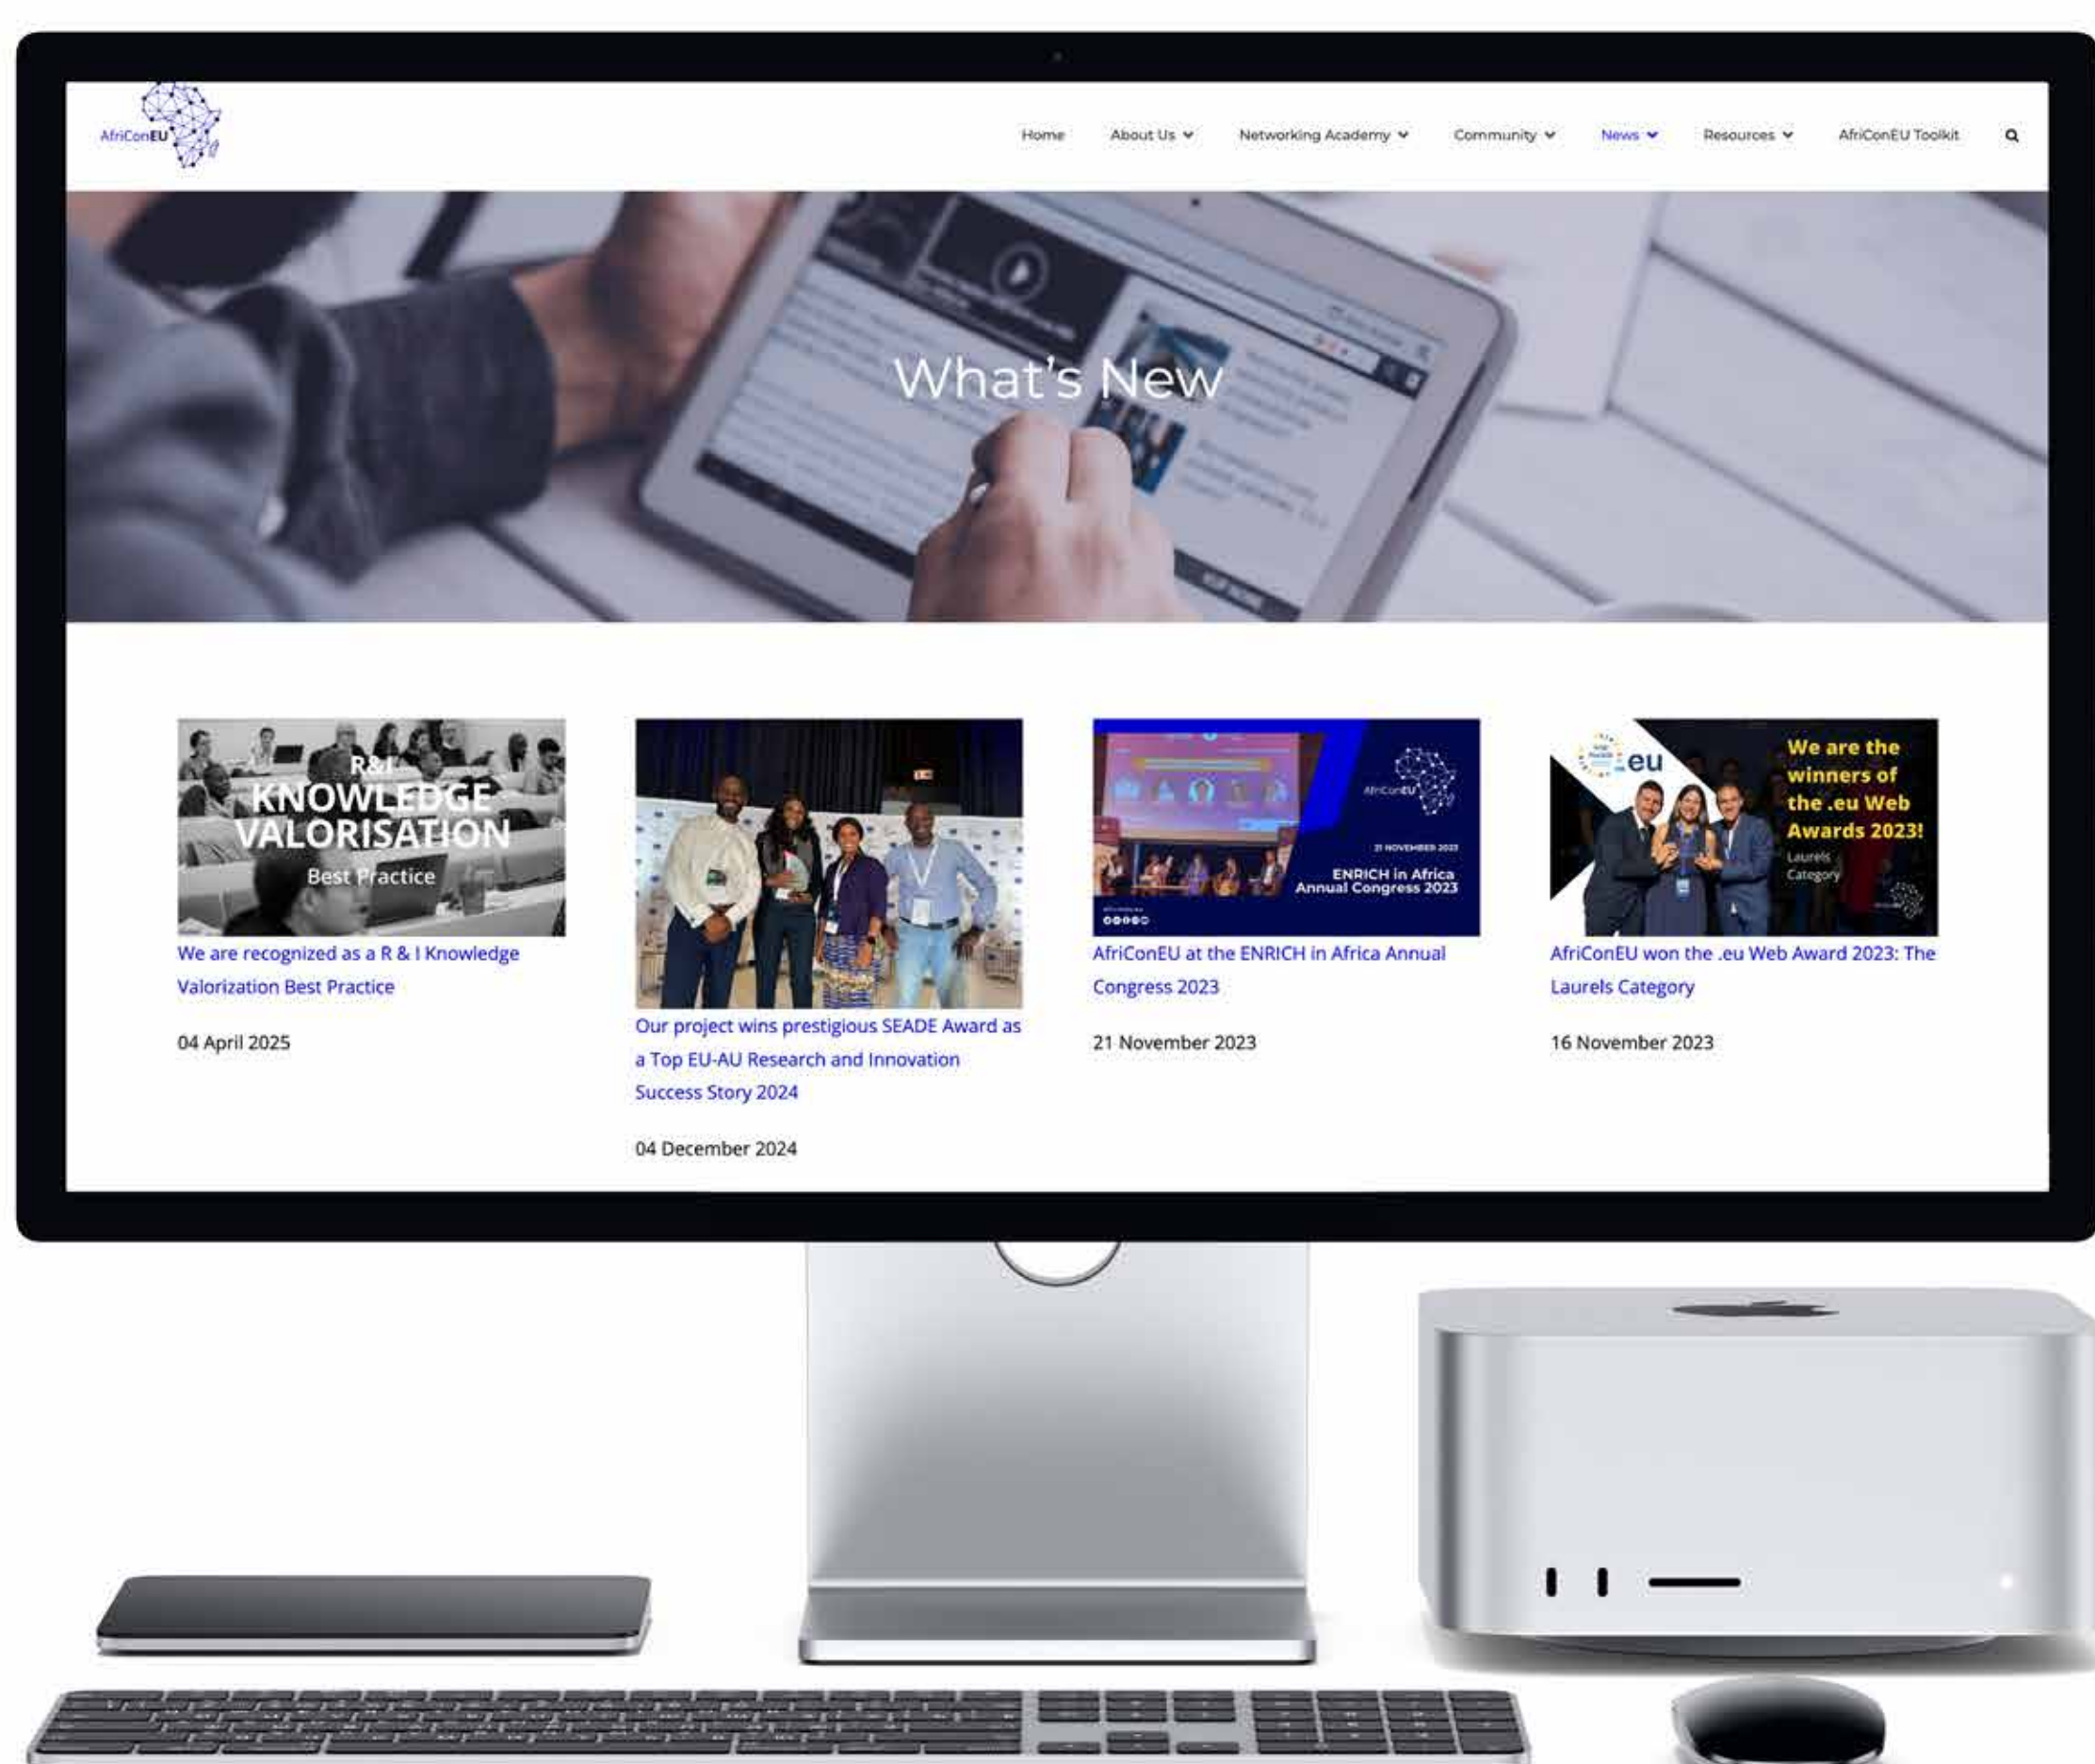 AfriConEU
Home About Us Networking Academy Community News Resources AfriConEU Toolkit
What's New
R&I
KNOWLEDGE
VALORISATION
Best Practice
We are recognized as a R & I Knowledge
Valorization Best Practice
04 April 2025
Our project wins prestigious SEADE Award as
a Top EU-AU Research and Innovation
Success Story 2024
04 December 2024
AfriConEU
21 NOVEMBER 2023
ENRICH in Africa
Annual Congress 2023
AfriConEU at the ENRICH in Africa Annual
Congress 2023
21 November 2023
.eu
We are the
winners of
the .eu Web
Awards 2023!
Laurels
Category
AfriConEU won the .eu Web Award 2023: The
Laurels Category
16 November 2023